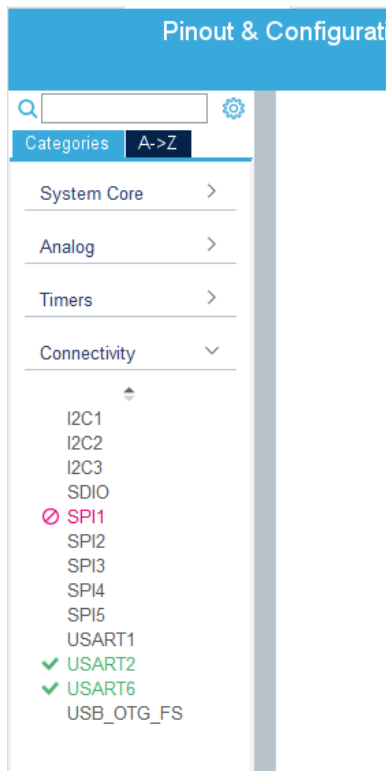 Pinout & Configurati
Categories A->Z
System Core
Analog
Timers
Connectivity
I2C1
I2C2
I2C3
SDIO
SPI1
SPI2
SPI3
SPI4
SPI5
USART1
USART2
USART6
USB_OTG_FS